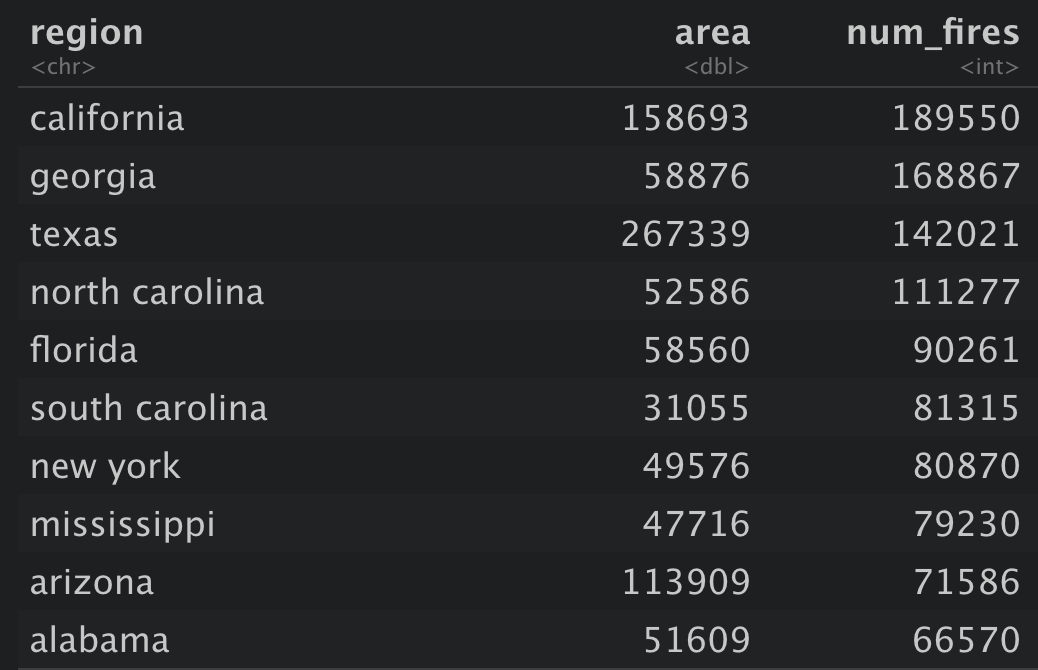 region area num_fires
<chr> <dbl> <int>
california 158693 189550
georgia 58876 168867
texas 267339 142021
north carolina 52586 111277
florida 58560 90261
south carolina 31055 81315
new york 49576 80870
mississippi 47716 79230
arizona 113909 71586
alabama 51609 66570